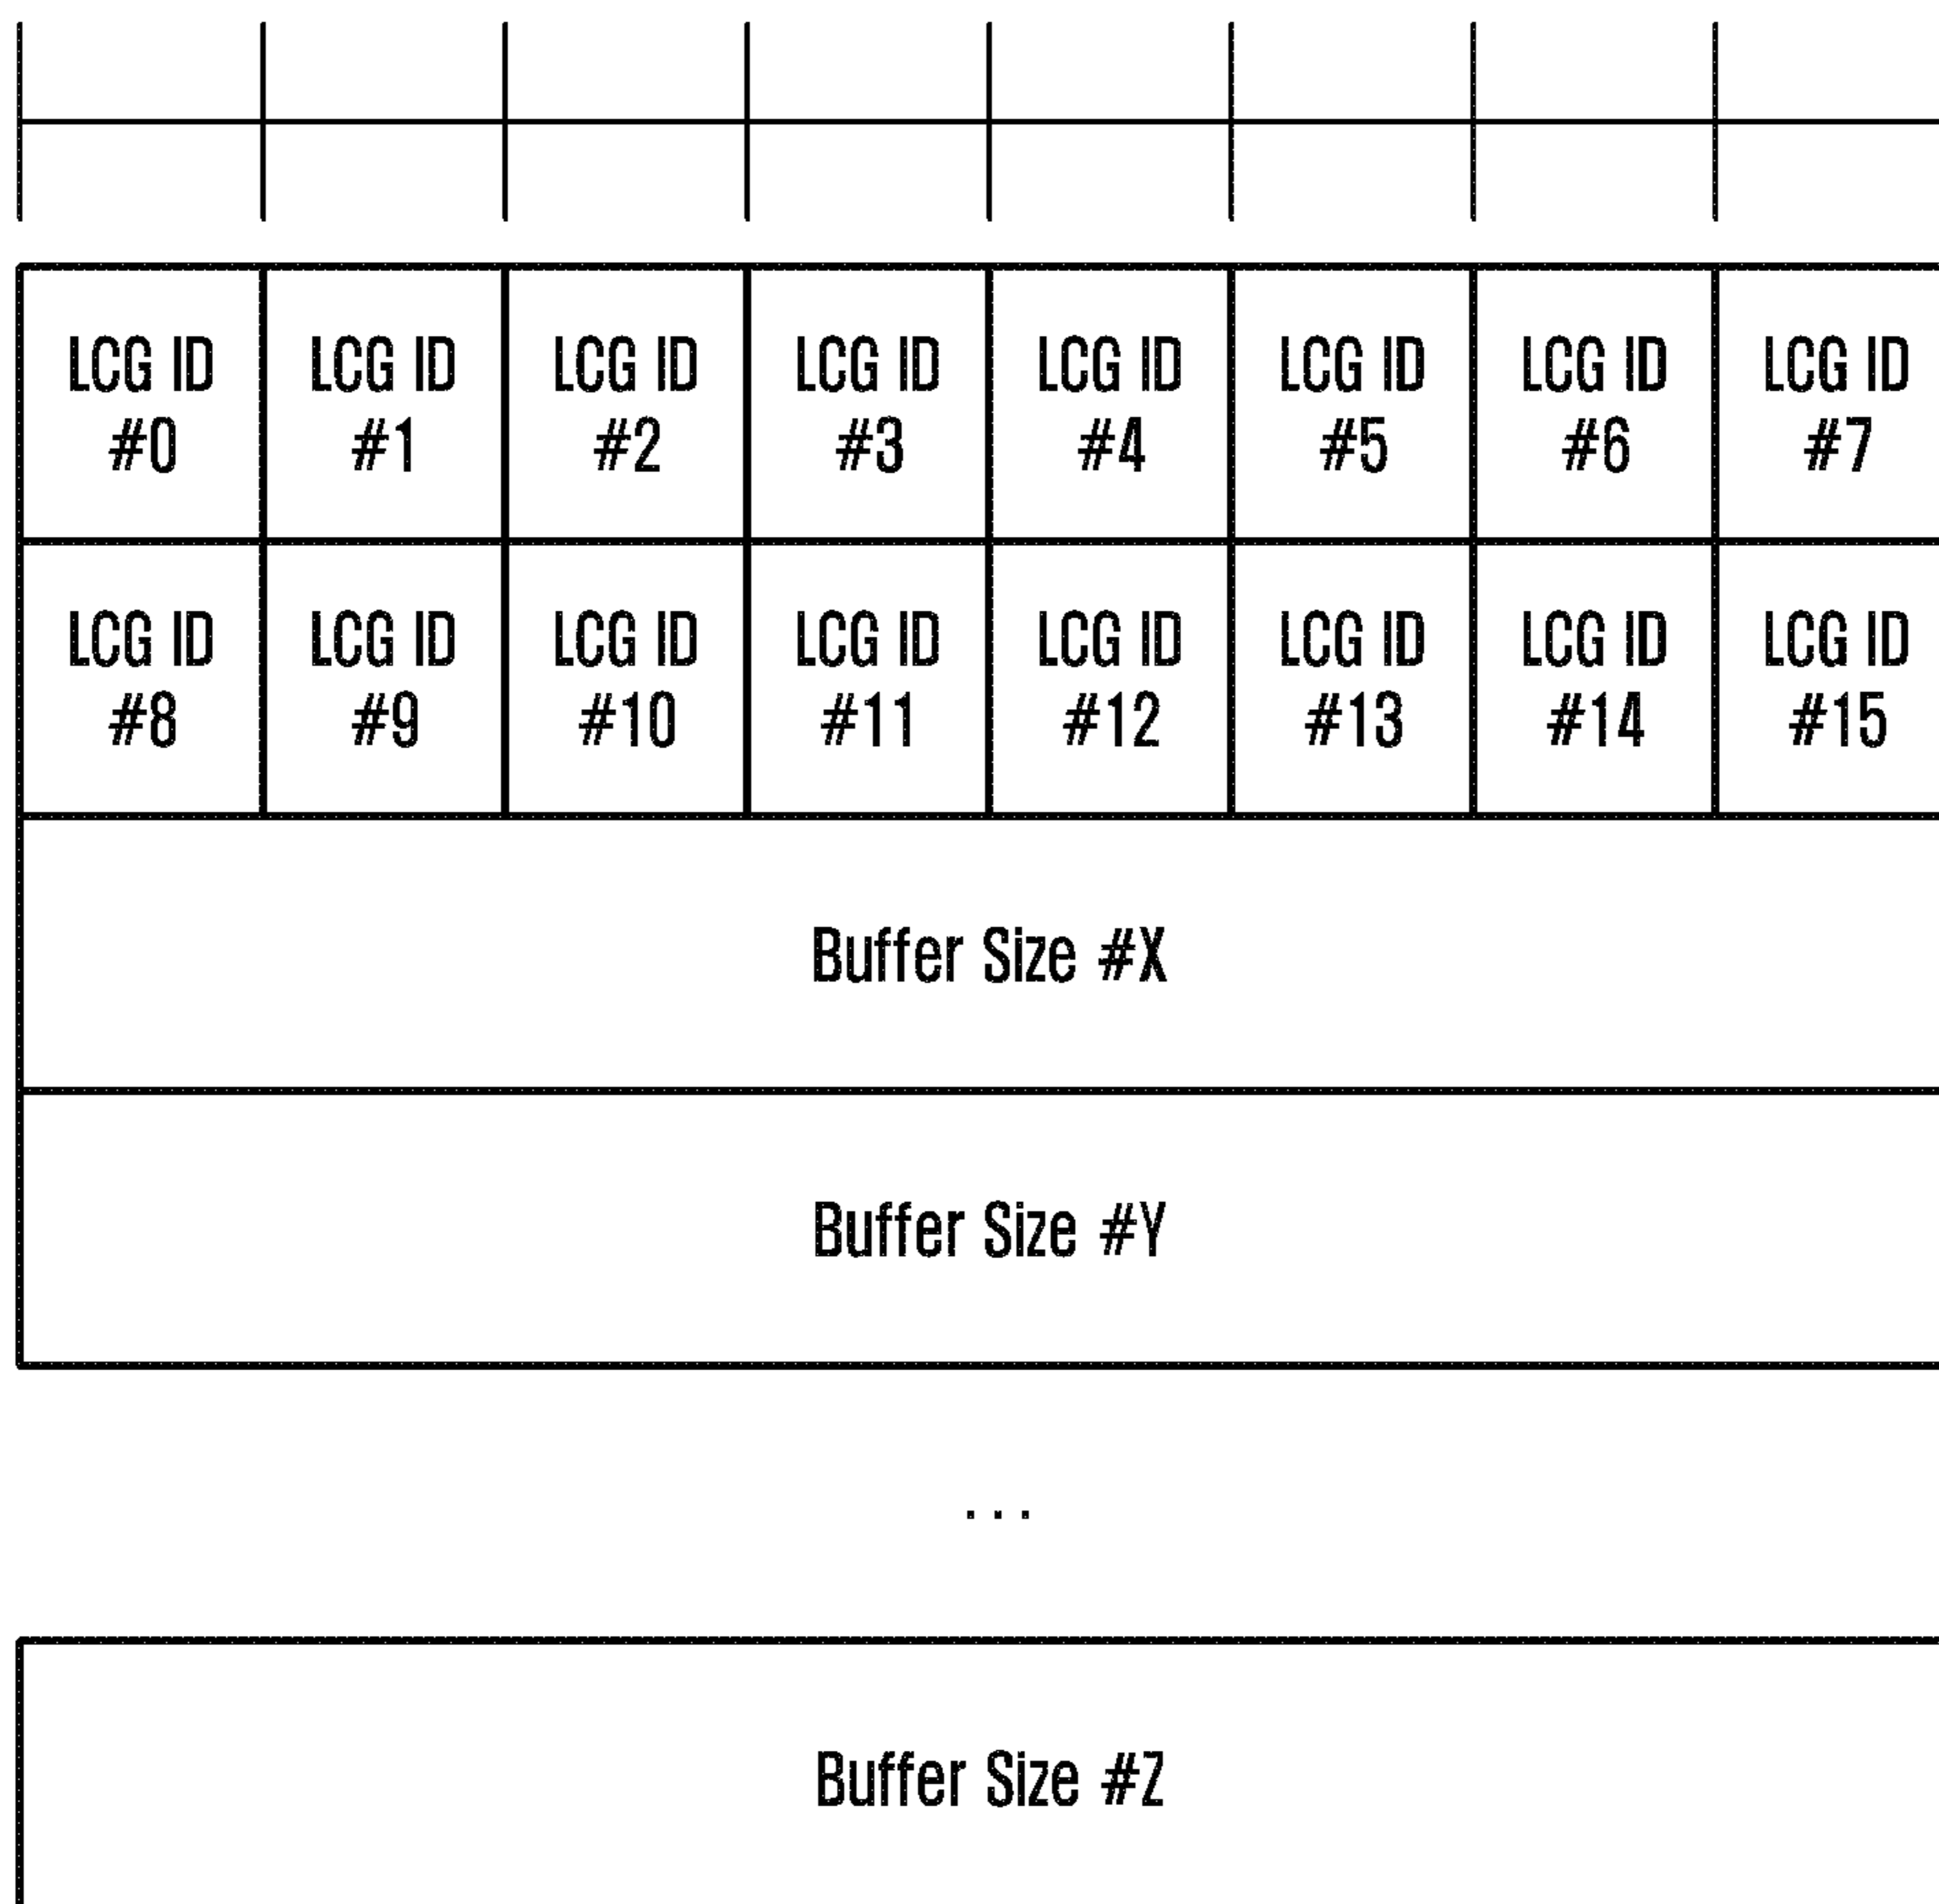 LCG ID LCG ID LCG ID LCG ID LCG ID LCG ID LCG ID LCG ID
#0 #1 #2 #3 #4 #5 #6 #7
LCG ID LCG ID LCG ID LCG ID LCG ID LCG ID LCG ID LCG ID
#8 #9 #10 #11 #12 #13 #14 #15
Buffer Size #X
Buffer Size #Y
...
Buffer Size #Z